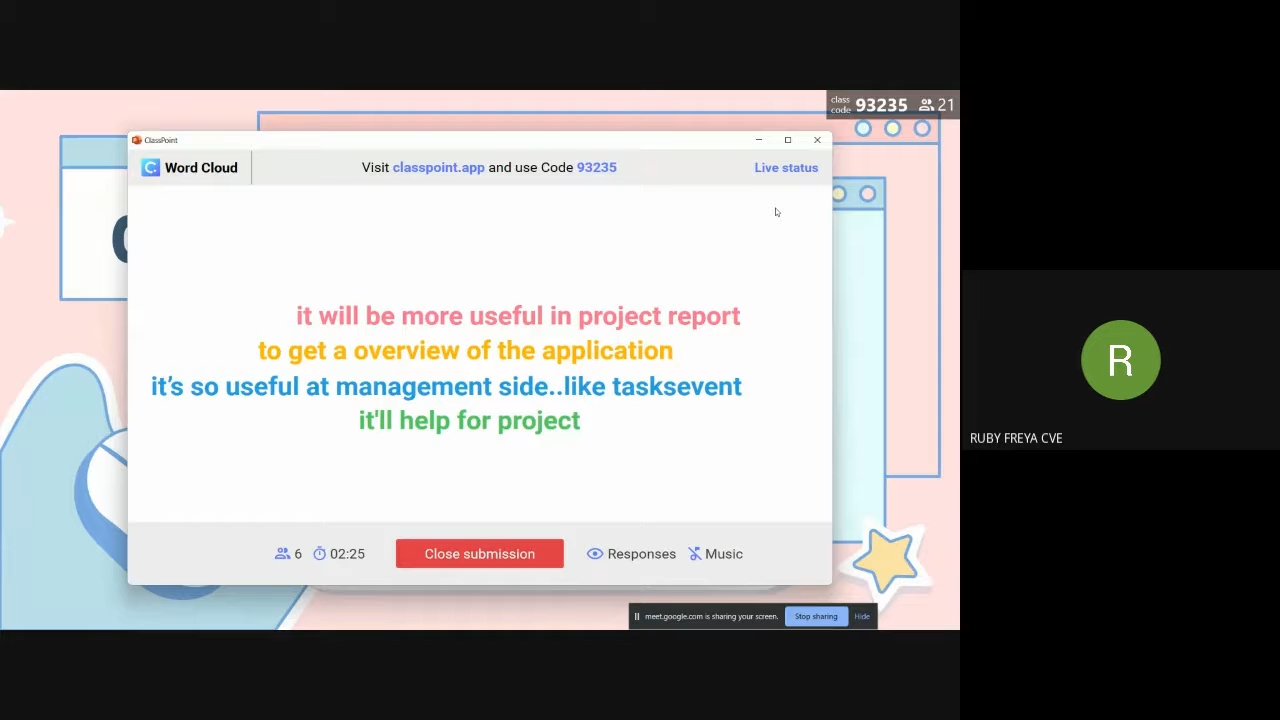 class code 93235 21
ClassPoint
Word Cloud
Visit classpoint.app and use Code 93235
Live status
it will be more useful in project report
to get a overview of the application
it’s so useful at management side..like tasksevent
it'll help for project
6 02:25 Close submission Responses Music
meet.google.com is sharing your screen. Stop sharing Hide
R
RUBY FREYA CVE